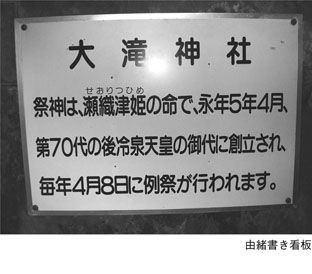 大滝神社
せおりつひめ
祭神は、瀬織津姫の命で、永年5年4月、
第70代の後冷泉天皇の御代に創立され、
毎年4月8日に例祭が行われます。
由緒書き看板